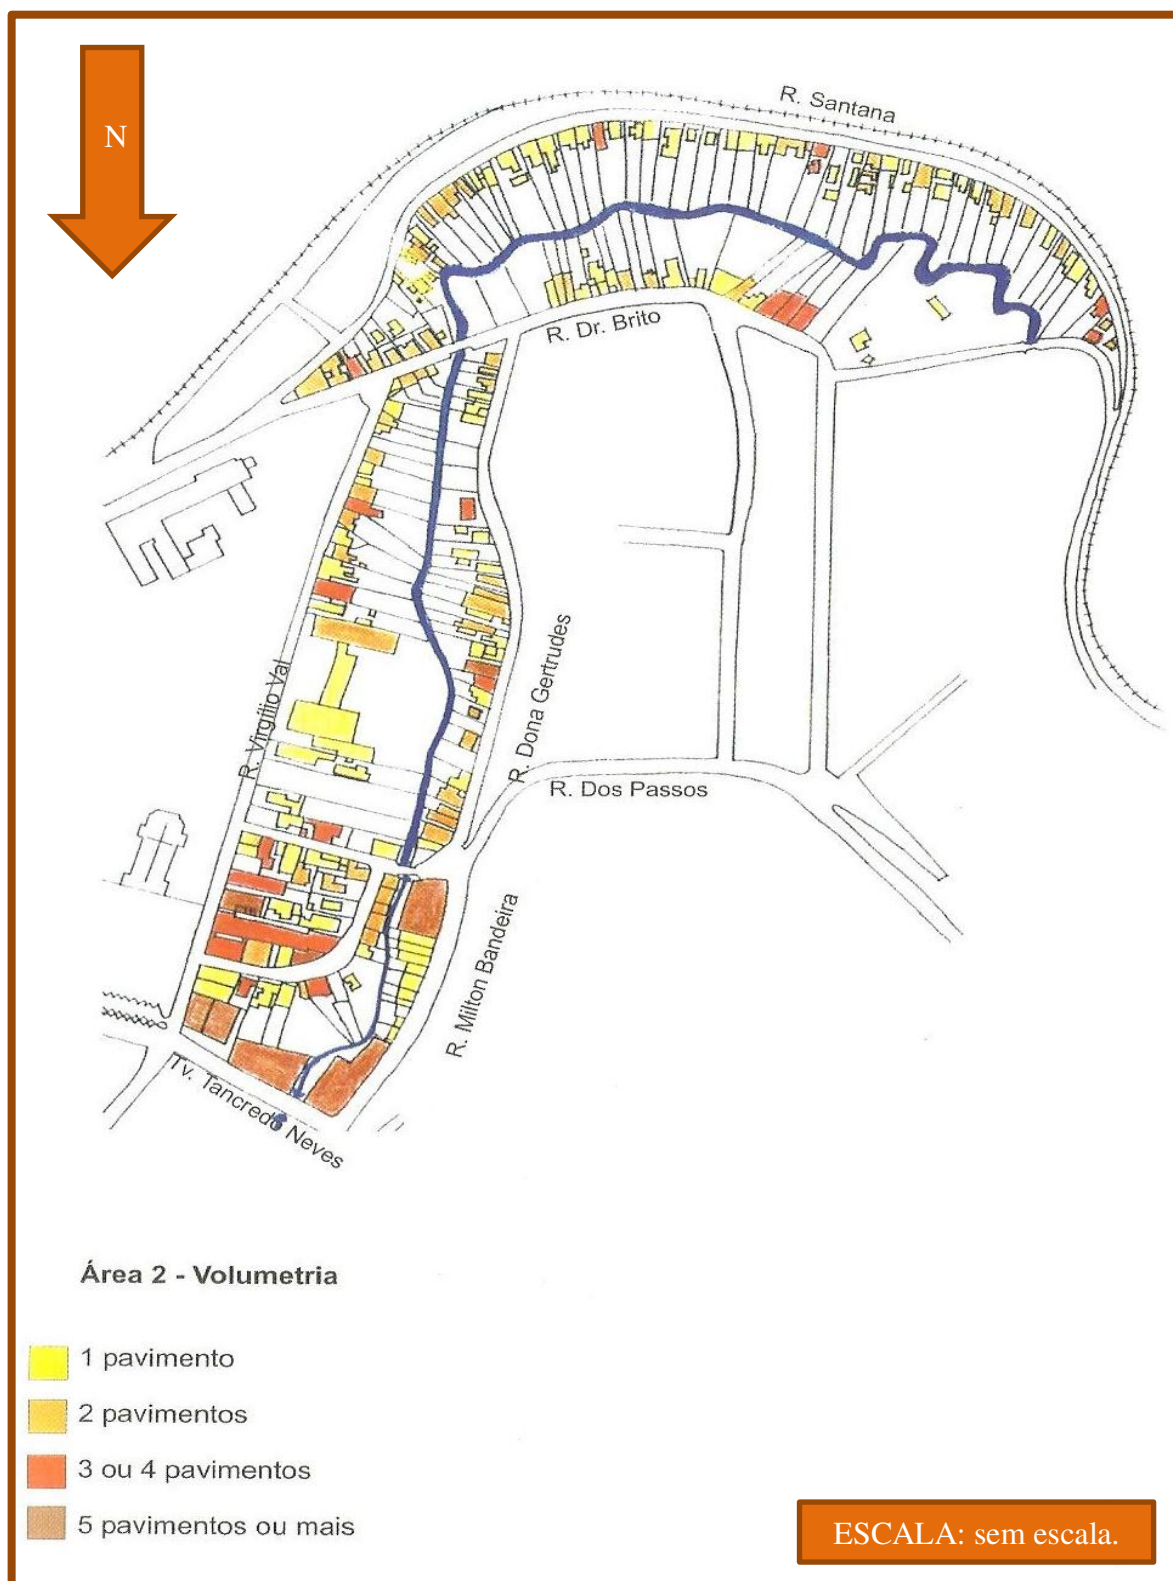 N
R. Santana
R. Dr. Brito
R. Virgílio Val
R. Dona Gertrudes
R. Dos Passos
R. Milton Bandeira
Tv. Tancredo Neves
Área 2 - Volumetria
1 pavimento
2 pavimentos
3 ou 4 pavimentos
5 pavimentos ou mais
ESCALA: sem escala.